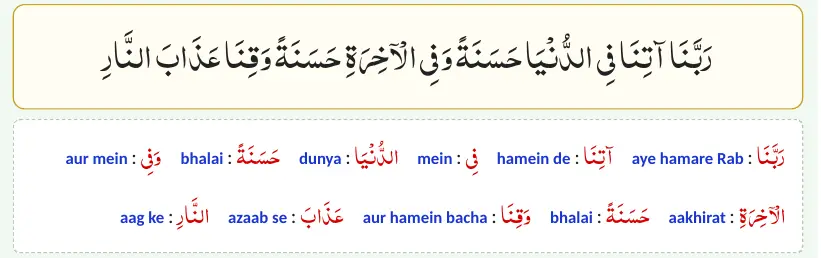 رَبَّنَا آتِنَا فِي الدُّنْيَا حَسَنَةً وَفِي الْآخِرَةِ حَسَنَةً وَقِنَا عَذَابَ النَّارِ
رَبَّنَا : aye hamare Rab آتِنَا : hamein de فِي : mein الدُّنْيَا : dunya حَسَنَةً : bhalai وَفِي : aur mein
الْآخِرَةِ : aakhirat حَسَنَةً : bhalai وَقِنَا : aur hamein bacha عَذَابَ : azaab se النَّارِ : aag ke